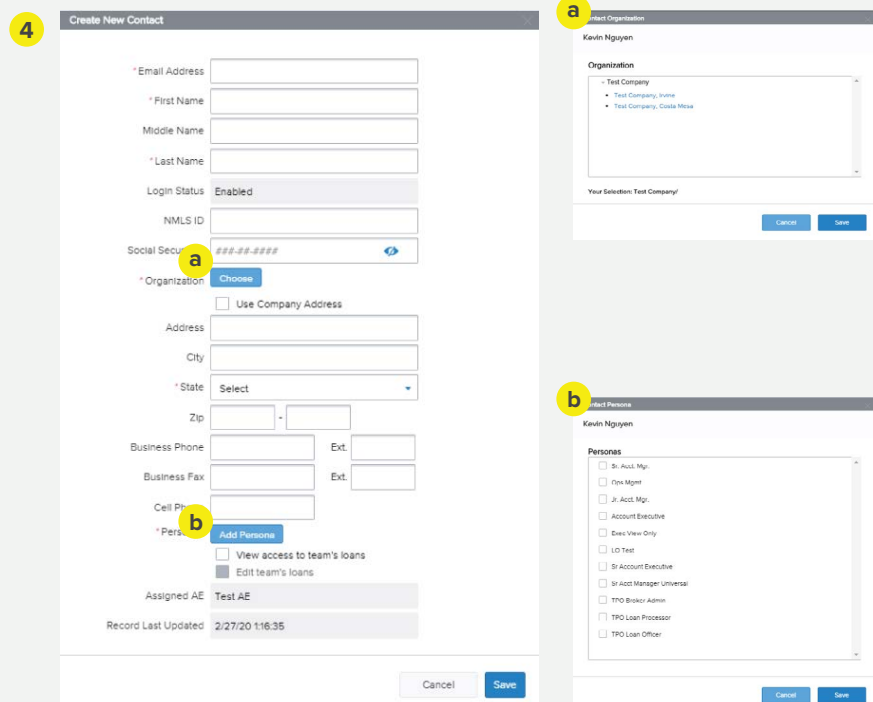 4
Create New Contact
* Email Address
* First Name
Middle Name
* Last Name
Login Status Enabled
NMLS ID
Social Secu ###-##-####
a
* Organization Choose
Use Company Address
Address
City
* State Select
Zip -
Business Phone Ext.
Business Fax Ext.
Cell Ph
b
* Pers Add Persona
View access to team's loans
Edit team's loans
Assigned AE Test AE
Record Last Updated 2/27/20 1:16:35
Cancel Save
a
ontact Organization
Kevin Nguyen
Organization
- Test Company
• Test Company, Irvine
• Test Company, Costa Mesa
Your Selection: Test Company/
Cancel Save
b
ontact Persona
Kevin Nguyen
Personas
Sr. Acct. Mgr.
Ops Mgmt
Jr. Acct. Mgr.
Account Executive
Exec View Only
LO Test
Sr Account Executive
Sr Acct Manager Universal
TPO Broker Admin
TPO Loan Processor
TPO Loan Officer
Cancel Save